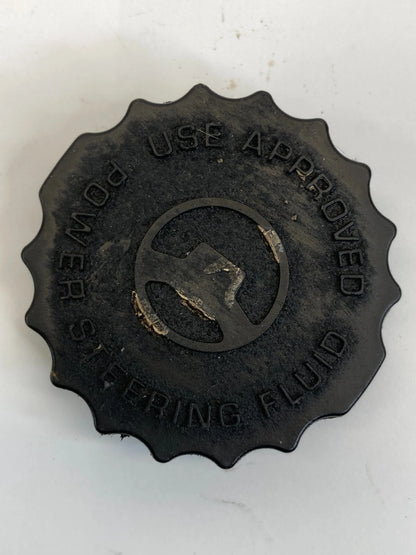 USE APPROVED
POWER STEERING FLUID